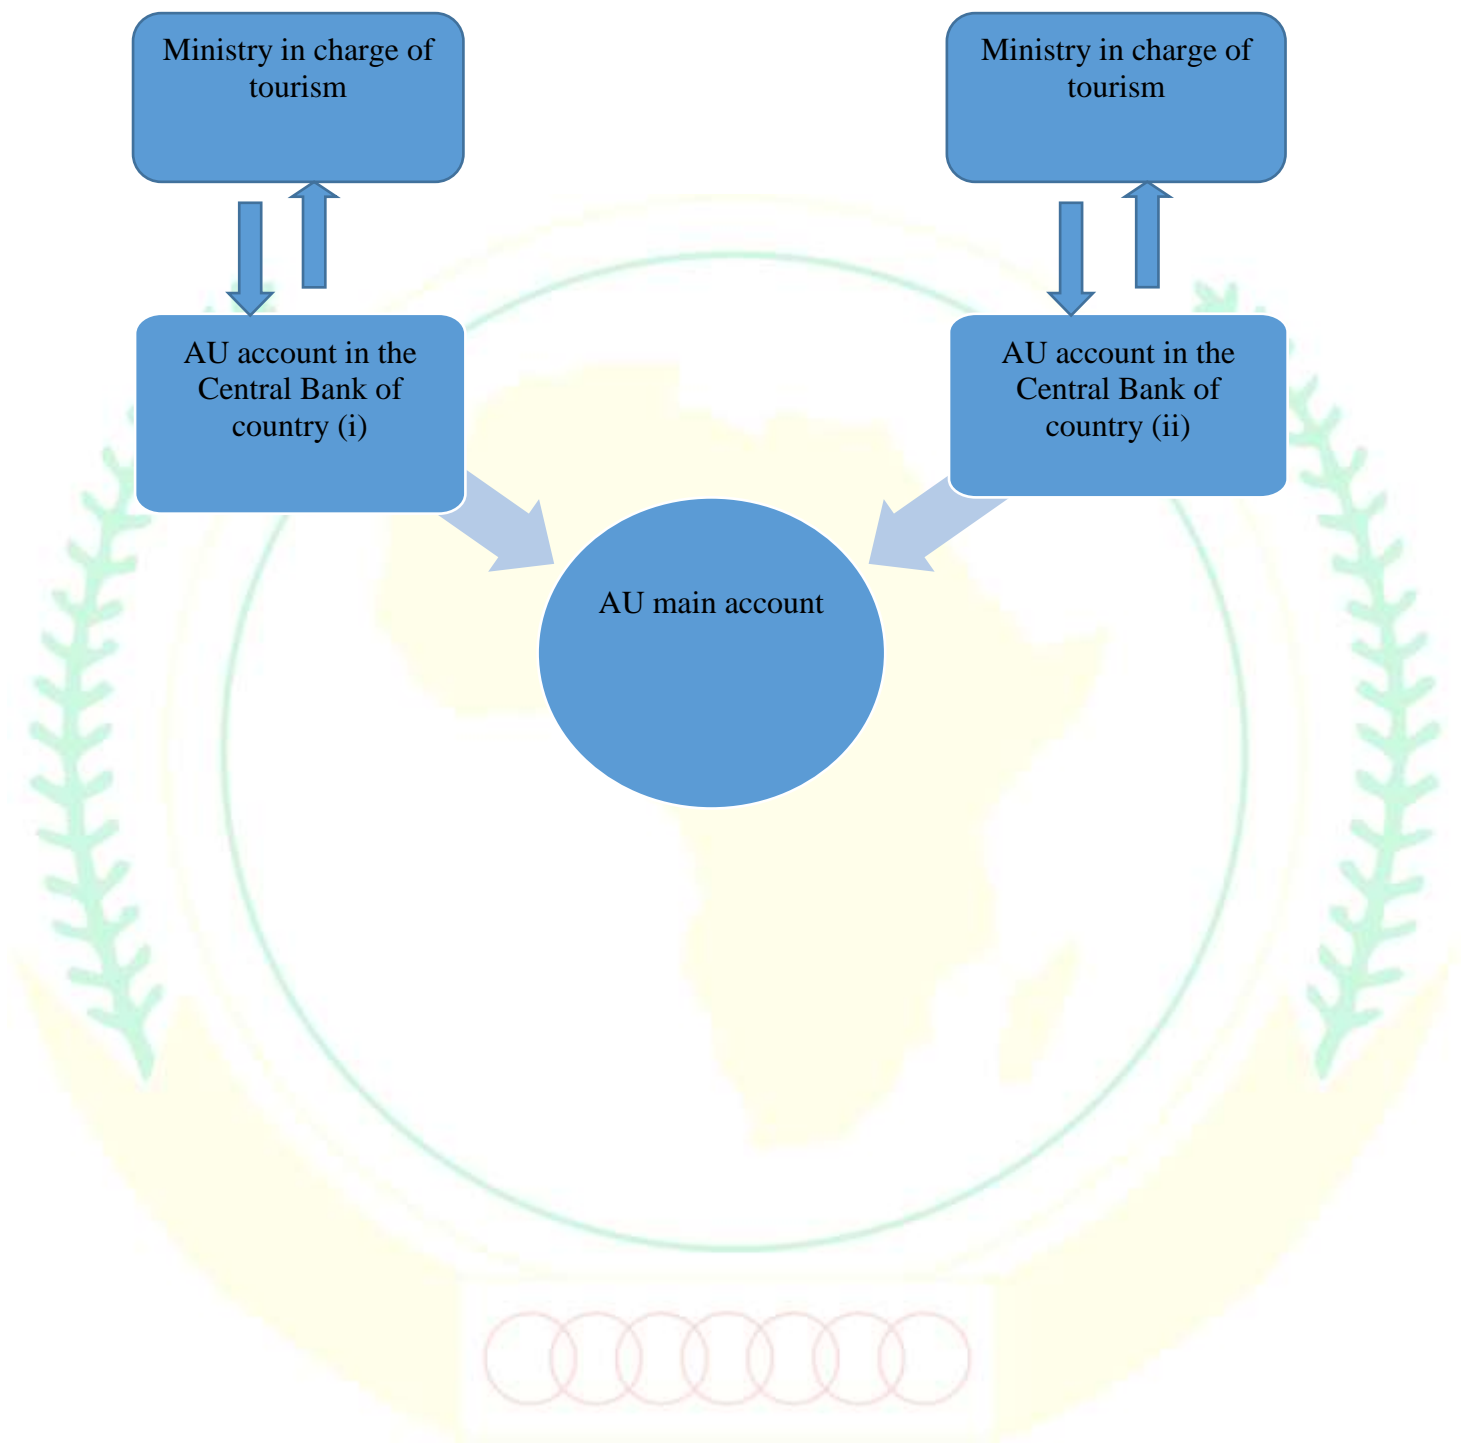 Ministry in charge of
tourism
Ministry in charge of
tourism
AU account in the
Central Bank of
country (i)
AU account in the
Central Bank of
country (ii)
AU main account